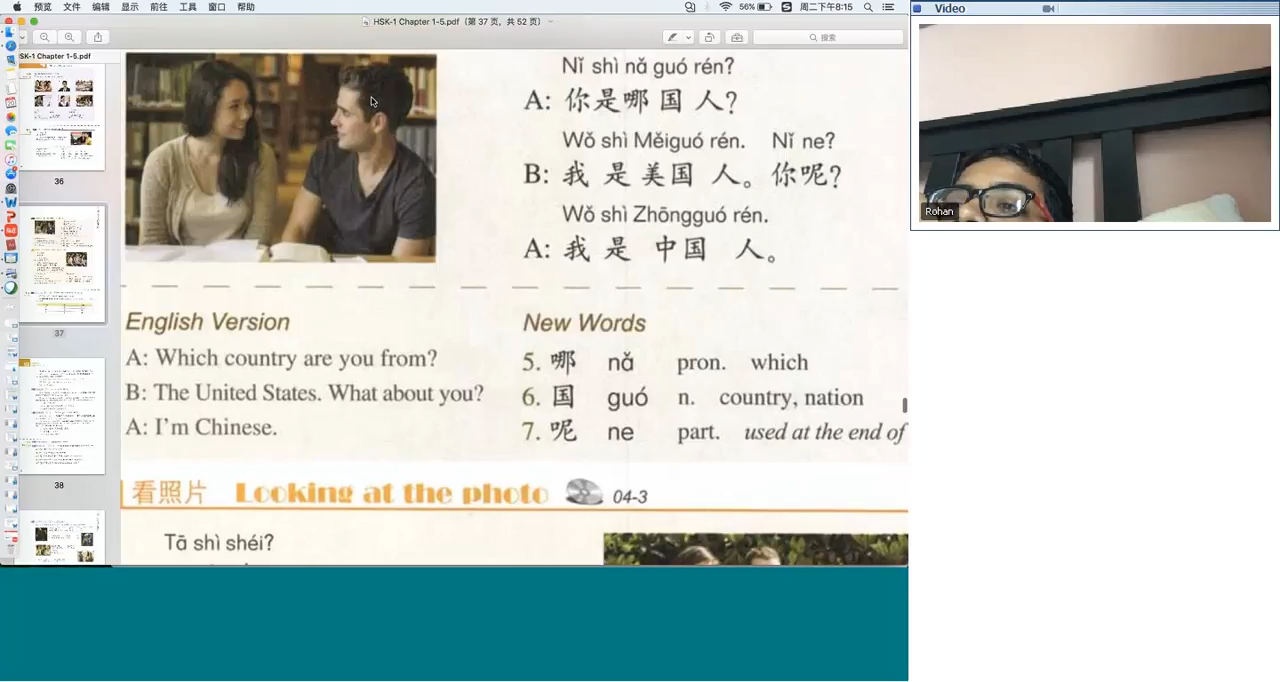 预览 文件 编辑 显示 前往 工具 窗口 帮助
56%
周二下午8:15
HSK-1 Chapter 1-5.pdf（第 37 页，共 52 页）
搜索
SK-1 Chapter 1-5.pdf
36
37
38
Nǐ shì nǎ guó rén?
A: 你是哪 国 人?
Wǒ shì Měiguó rén. Nǐ ne?
B: 我 是 美国 人。你呢?
Wǒ shì Zhōngguó rén.
A: 我 是 中国 人。
English Version
A: Which country are you from?
B: The United States. What about you?
A: I'm Chinese.
New Words
5. 哪 nǎ pron. which
6. 国 guó n. country, nation
7. 呢 ne part. used at the end of
看照片 Looking at the photo 04-3
Tā shì shéi?
Video
Rohan